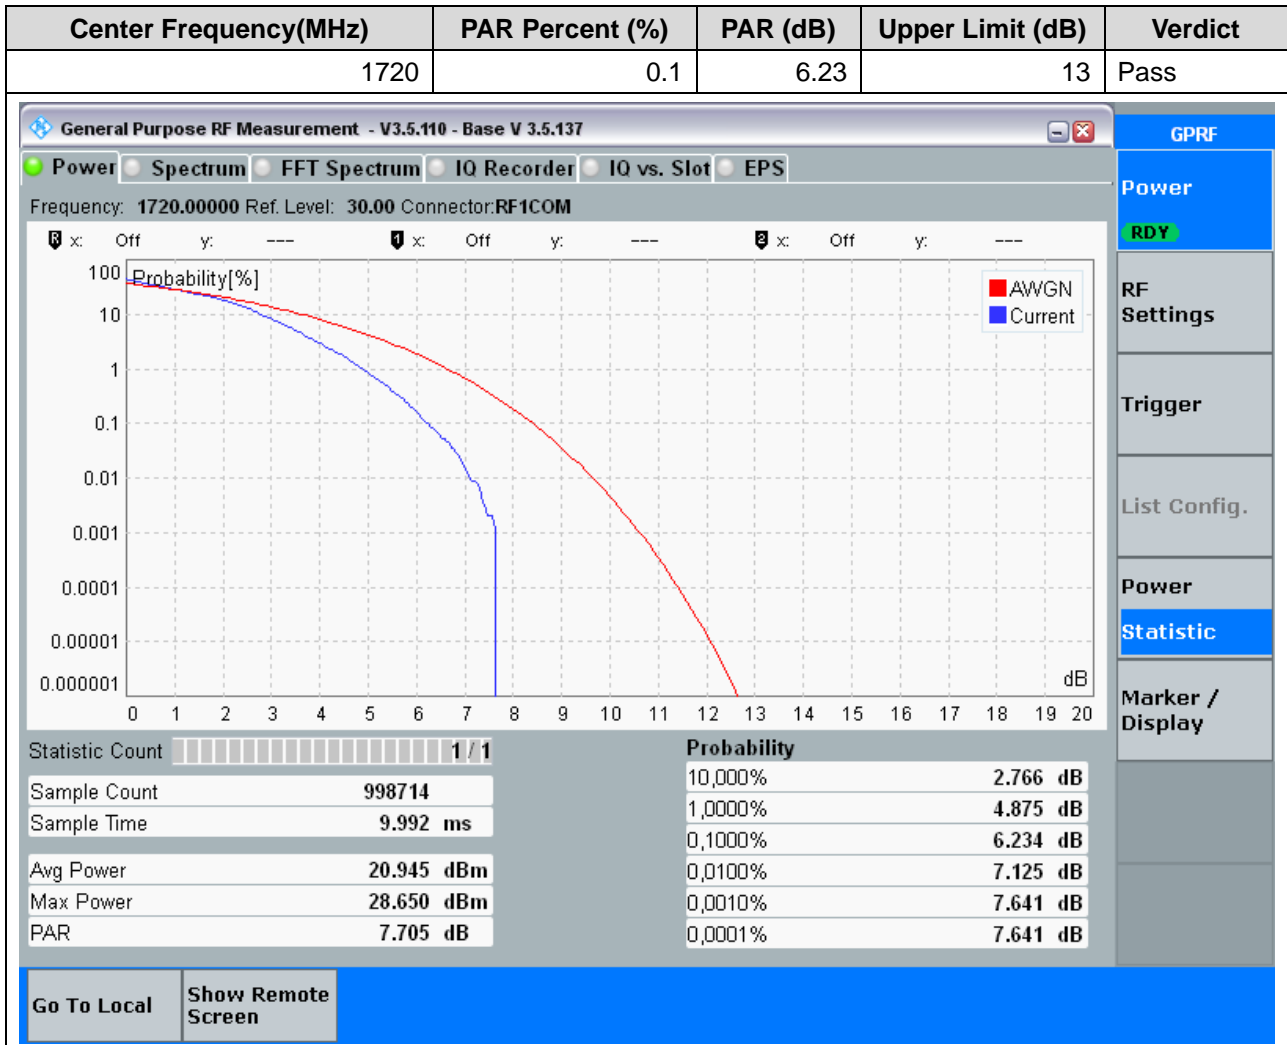 Center Frequency(MHz) PAR Percent (%) PAR (dB) Upper Limit (dB) Verdict
1720 0.1 6.23 13 Pass
General Purpose RF Measurement - V3.5.110 - Base V 3.5.137
GPRF
Power Spectrum FFT Spectrum IQ Recorder IQ vs. Slot EPS
Power
RDY
Frequency: 1720.00000 Ref. Level: 30.00 Connector:RF1COM
R x: Off y: --- 1 x: Off y: --- 2 x: Off y: ---
Probability[%]
AWGN
Current
100
10
1
0.1
0.01
0.001
0.0001
0.00001
0.000001
dB
0 1 2 3 4 5 6 7 8 9 10 11 12 13 14 15 16 17 18 19 20
RF
Settings
Trigger
List Config.
Power
Statistic
Marker /
Display
Statistic Count 1 / 1
Sample Count 998714
Sample Time 9.992 ms
Avg Power 20.945 dBm
Max Power 28.650 dBm
PAR 7.705 dB
Probability
10,000% 2.766 dB
1,0000% 4.875 dB
0,1000% 6.234 dB
0,0100% 7.125 dB
0,0010% 7.641 dB
0,0001% 7.641 dB
Go To Local
Show Remote
Screen